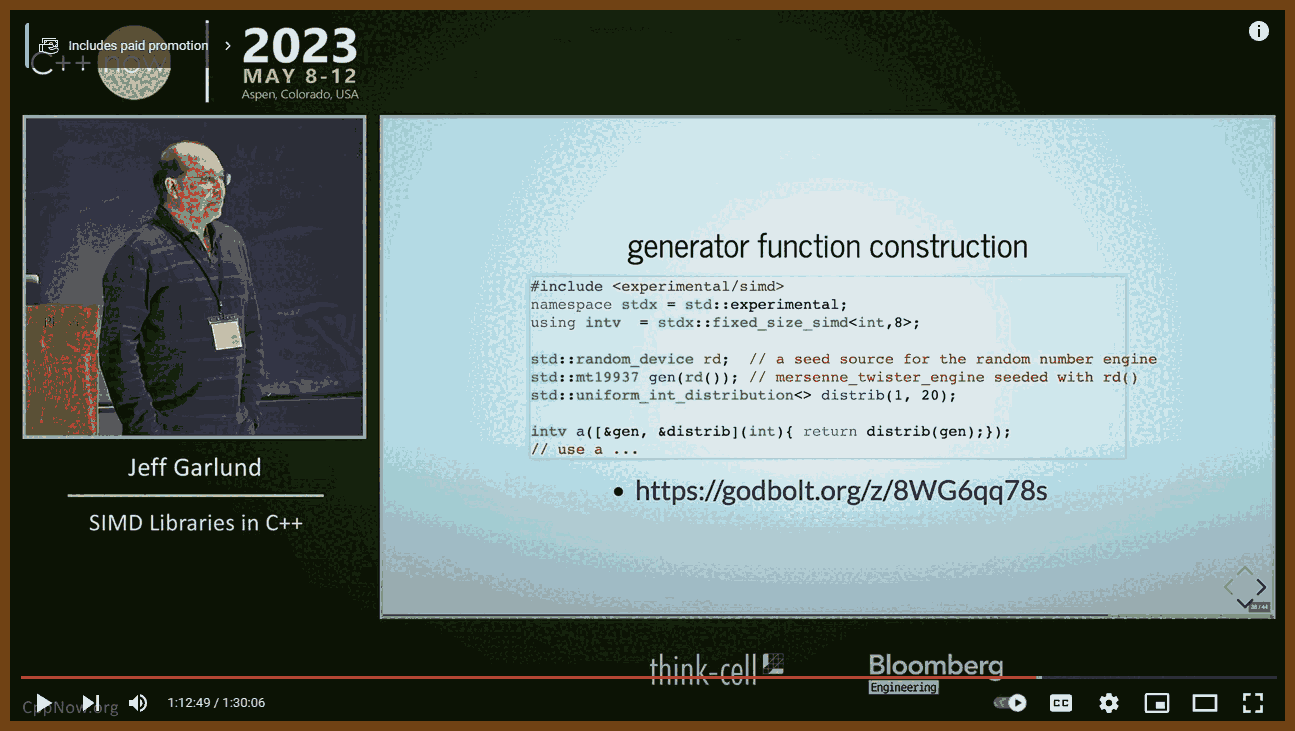 Includes paid promotion
C++ now
2023
MAY 8-12
Aspen, Colorado, USA
generator function construction
#include <experimental/simd>
namespace stdx = std::experimental;
using intv  = stdx::fixed_size_simd<int,8>;
std::random_device rd;  // a seed source for the random number engine
std::mt19937 gen(rd()); // mersenne_twister_engine seeded with rd()
std::uniform_int_distribution<> distrib(1, 20);
intv a([&gen, &distrib](int){ return distrib(gen);});
// use a ...
• https://godbolt.org/z/8WG6qq78s
Jeff Garlund
SIMD Libraries in C++
think-cell
Bloomberg
Engineering
CppNow.org
1:12:49 / 1:30:06
CC